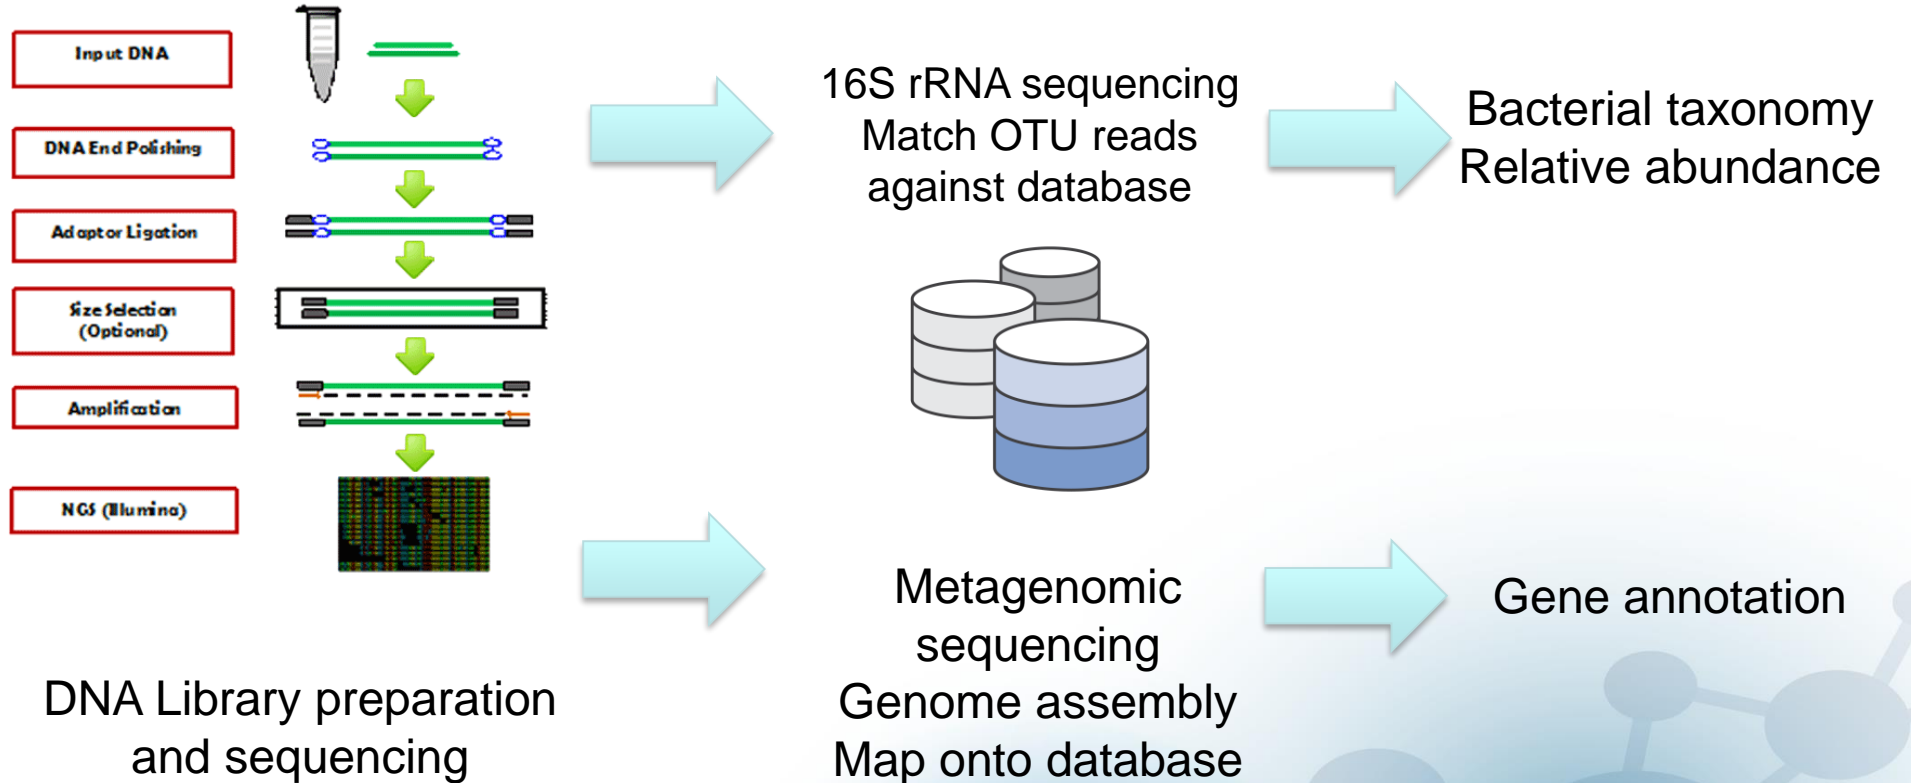 Input DNA
DNA End Polishing
Adaptor Ligation
Size Selection
(Optional)
Amplification
NGS (Illumina)
DNA Library preparation
and sequencing
16S rRNA sequencing
Match OTU reads
against database
Bacterial taxonomy
Relative abundance
Metagenomic
sequencing
Genome assembly
Map onto database
Gene annotation